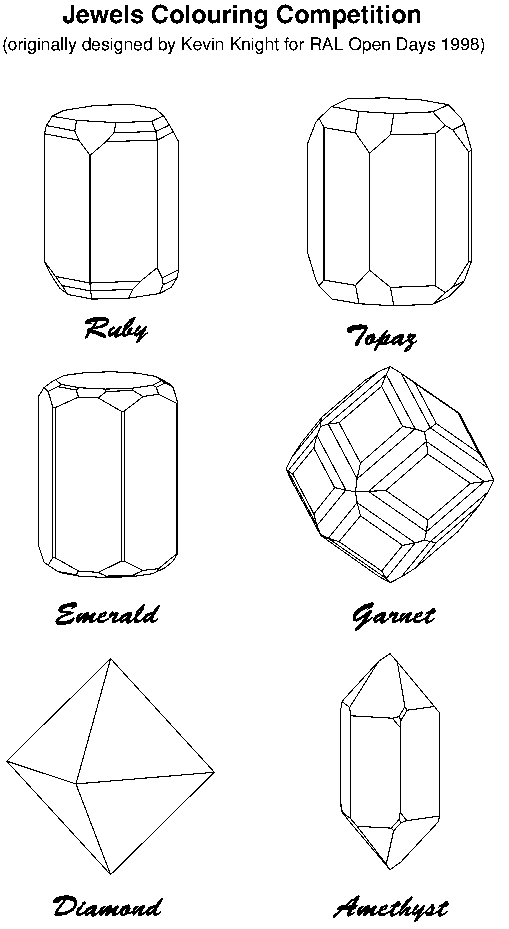 Jewels Colouring Competition
(originally designed by Kevin Knight for RAL Open Days 1998)
Ruby Topaz
Emerald Garnet
Diamond Amethyst